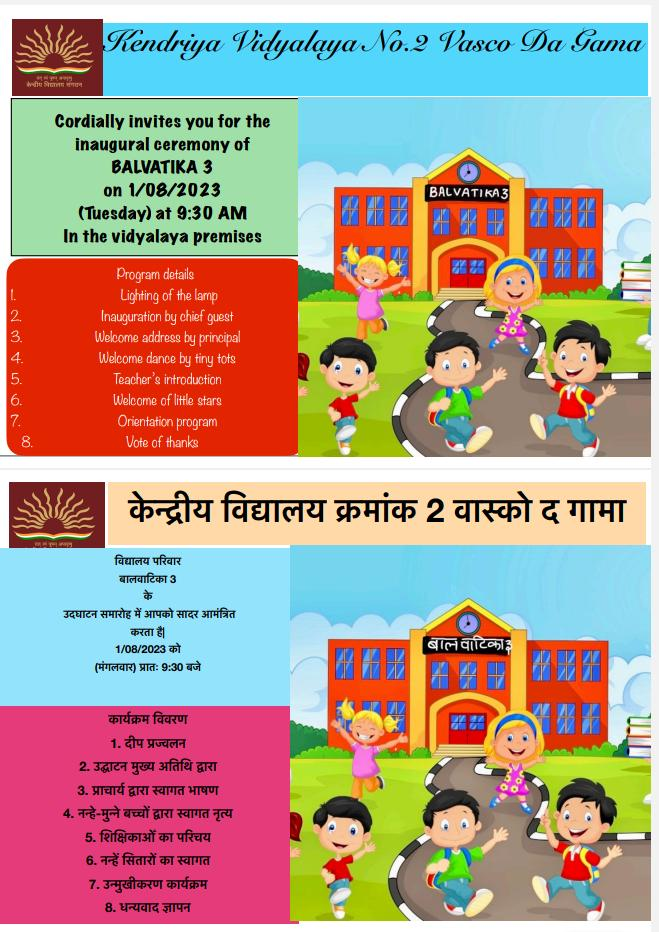 Kendriya Vidyalaya No.2 Vasco Da Gama
केन्द्रीय विद्यालय संगठन
Cordially invites you for the
inaugural ceremony of
BALVATIKA 3
on 1/08/2023
(Tuesday) at 9:30 AM
In the vidyalaya premises
BALVATIKA3
Program details
1. Lighting of the lamp
2. Inauguration by chief guest
3. Welcome address by principal
4. Welcome dance by tiny tots
5. Teacher's introduction
6. Welcome of little stars
7. Orientation program
8. Vote of thanks
केन्द्रीय विद्यालय क्रमांक 2 वास्को द गामा
विद्यालय परिवार
बालवाटिका 3
के
उदघाटन समारोह में आपको सादर आमंत्रित
करता है|
1/08/2023 को
(मंगलवार) प्रातः 9:30 बजे
बालवाटिका3
कार्यक्रम विवरण
1. दीप प्रज्वलन
2. उद्घाटन मुख्य अतिथि द्वारा
3. प्राचार्य द्वारा स्वागत भाषण
4. नन्हे-मुन्ने बच्चों द्वारा स्वागत नृत्य
5. शिक्षिकाओं का परिचय
6. नन्हें सितारों का स्वागत
7. उन्मुखीकरण कार्यक्रम
8. धन्यवाद ज्ञापन